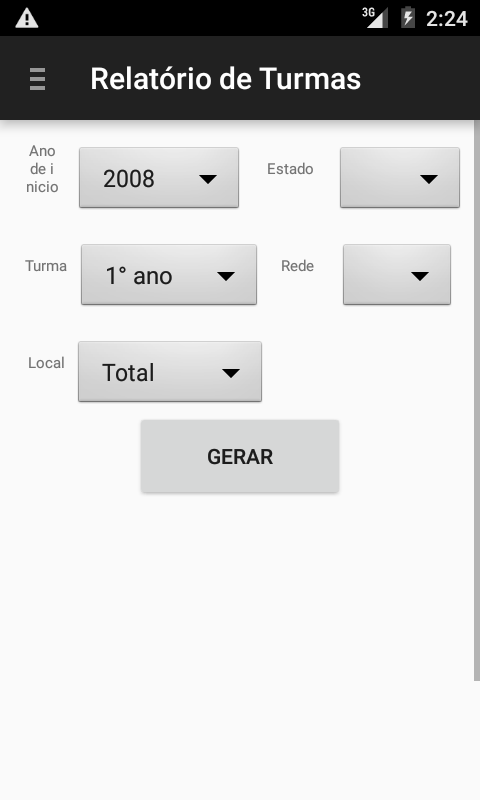 3G 2:24
Relatório de Turmas
Ano
de i
nicio
2008
Estado
Turma
1° ano
Rede
Local
Total
GERAR